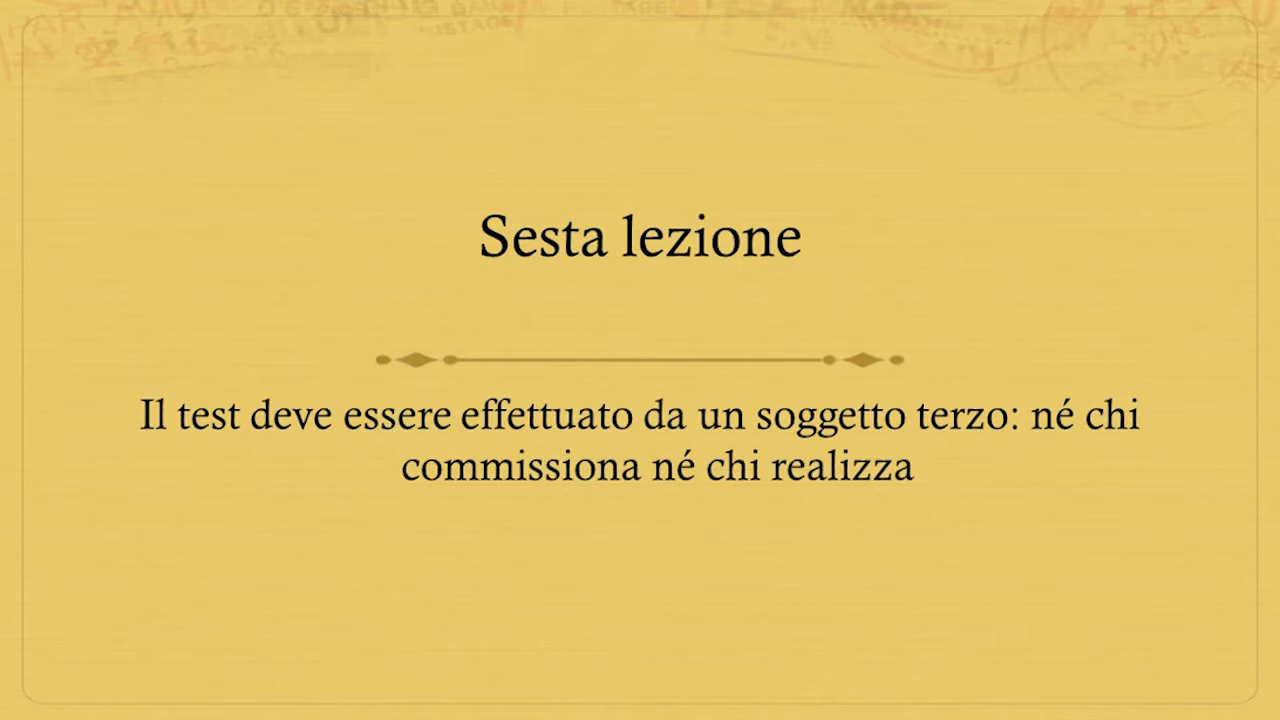 Sesta lezione
Il test deve essere effettuato da un soggetto terzo: né chi
commissiona né chi realizza